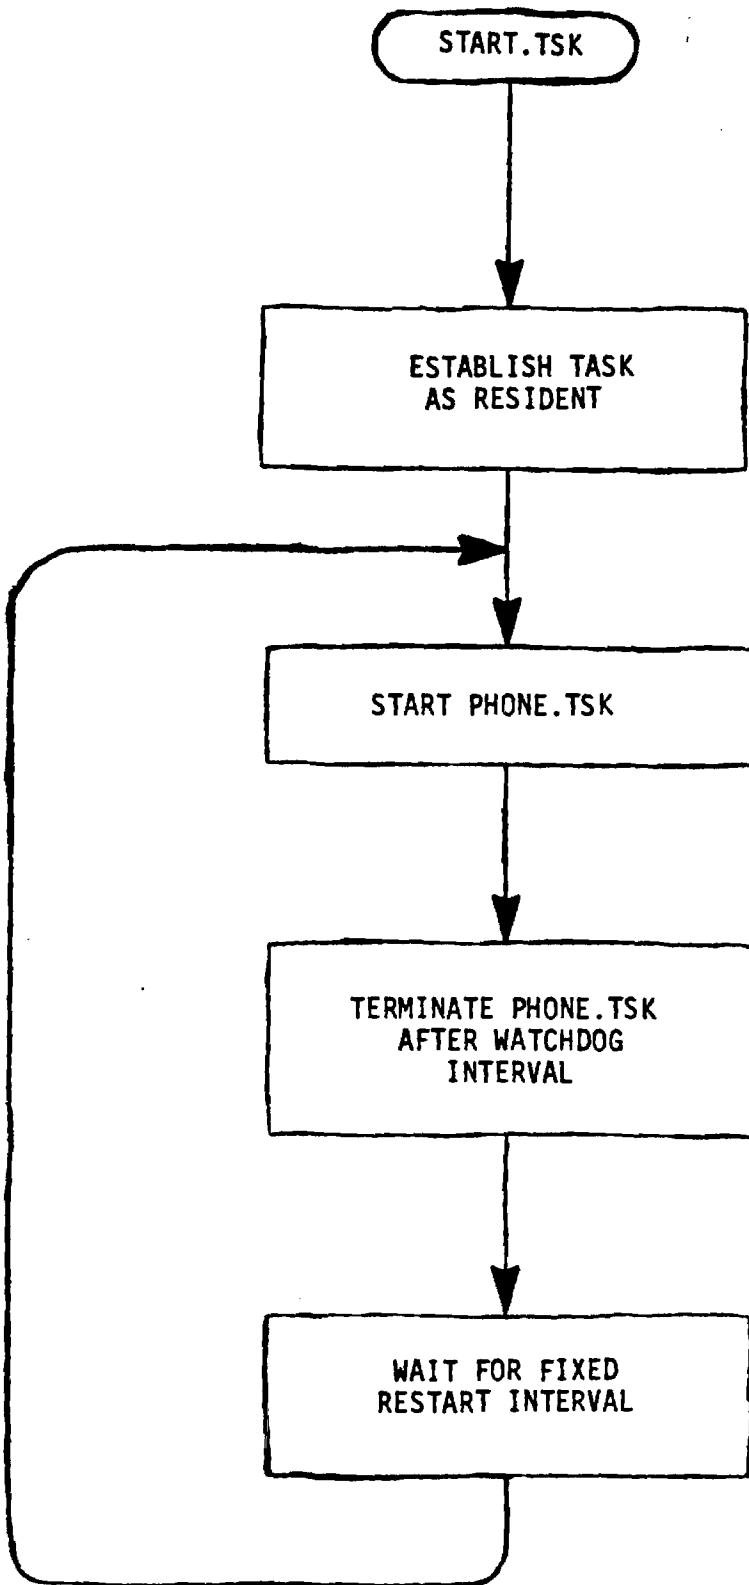 START.TSK
ESTABLISH TASK
AS RESIDENT
START PHONE.TSK
TERMINATE PHONE.TSK
AFTER WATCHDOG
INTERVAL
WAIT FOR FIXED
RESTART INTERVAL